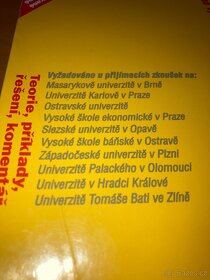 Vyžadováno u přijímacích zkoušek na:
Masarykově univerzitě v Brně
Univerzitě Karlově v Praze
Ostravské univerzitě
Vysoké škole ekonomické v Praze
Slezské univerzitě v Opavě
Vysoké škole báňské v Ostravě
Západočeské univerzitě v Plzni
Univerzitě Palackého v Olomouci
Univerzitě v Hradci Králové
Univerzitě Tomáše Bati ve Zlíně
Teorie, příklady,
řešení, komentář